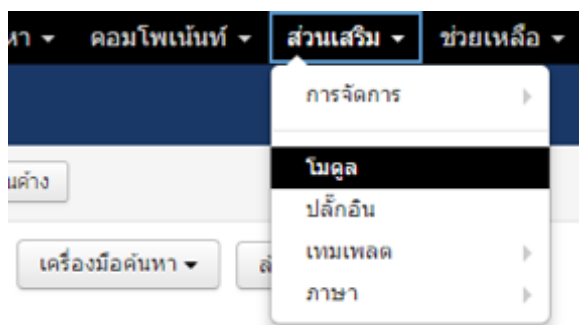 คอมโพเน้นท์ ส่วนเสริม ช่วยเหลือ
การจัดการ
โมดูล
ปลั๊กอิน
เทมเพลต
ภาษา
เครื่องมือค้นหา